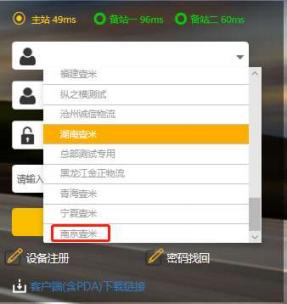 主站 49ms 备站一 96ms 备站二 60ms
福建壹米
纵之横测试
沧州诚信物流
湖南壹米
总部测试专用
黑龙江金正物流
青海壹米
宁夏壹米
南京壹米
请输入
设备注册 密码找回
客户端(含PDA)下载链接